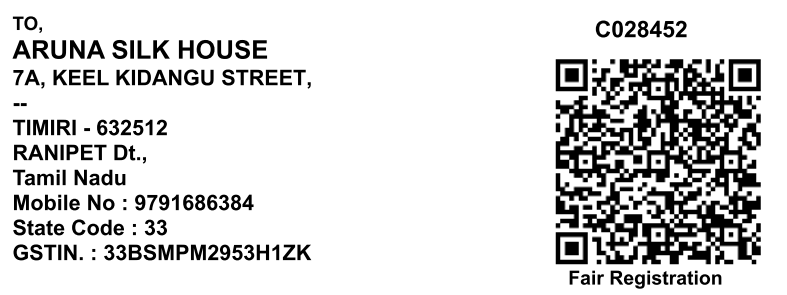 TO,
ARUNA SILK HOUSE
7A, KEEL KIDANGU STREET,
--
TIMIRI - 632512
RANIPET Dt.,
Tamil Nadu
Mobile No : 9791686384
State Code : 33
GSTIN. : 33BSMPM2953H1ZK
C028452
Fair Registration